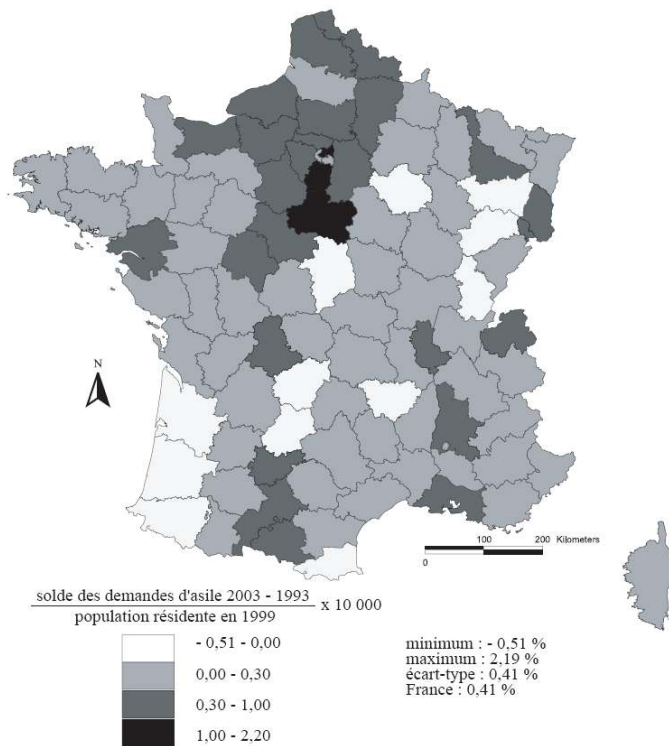 N
100 200 Kilometers
0
solde des demandes d'asile 2003 - 1993
population résidente en 1999
x 10 000
- 0,51 - 0,00
0,00 - 0,30
0,30 - 1,00
1,00 - 2,20
minimum : - 0,51 %
maximum : 2,19 %
écart-type : 0,41 %
France : 0,41 %